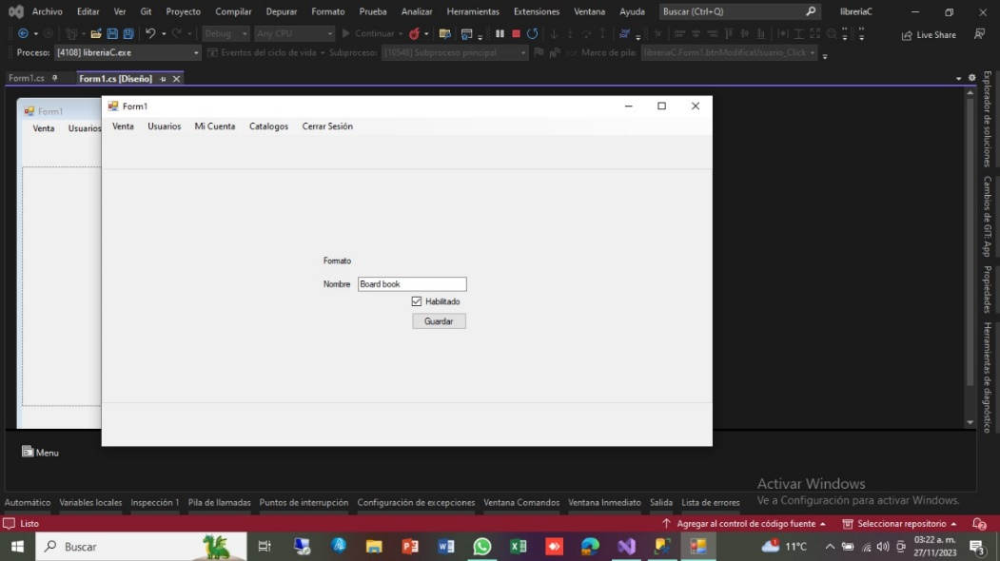 Archivo Editar Ver Git Proyecto Compilar Depurar Formato Prueba Analizar Herramientas Extensiones Ventana Ayuda Buscar (Ctrl+Q) libreriaC
Debug Any CPU Continuar Live Share
Proceso: [4108] libreriaC.exe Eventos del ciclo de vida Subproceso: [10548] Subproceso principal Marco de pila: libreriaC.Form1.btnModificaUsuario_Click
Form1.cs Form1.cs [Diseño]
Form1
Venta Usuarios
Form1
Venta Usuarios Mi Cuenta Catalogos Cerrar Sesión
Formato
Nombre Board book
Habilitado
Guardar
Explorador de soluciones
Cambios de GIT: App
Propiedades
Herramientas de diagnóstico
Menu
Activar Windows
Ve a Configuración para activar Windows.
Automático Variables locales Inspección 1 Pila de llamadas Puntos de interrupción Configuración de excepciones Ventana Comandos Ventana Inmediato Salida Lista de errores
Listo Agregar al control de código fuente Seleccionar repositorio
Buscar 11°C 03:22 a. m.
27/11/2023